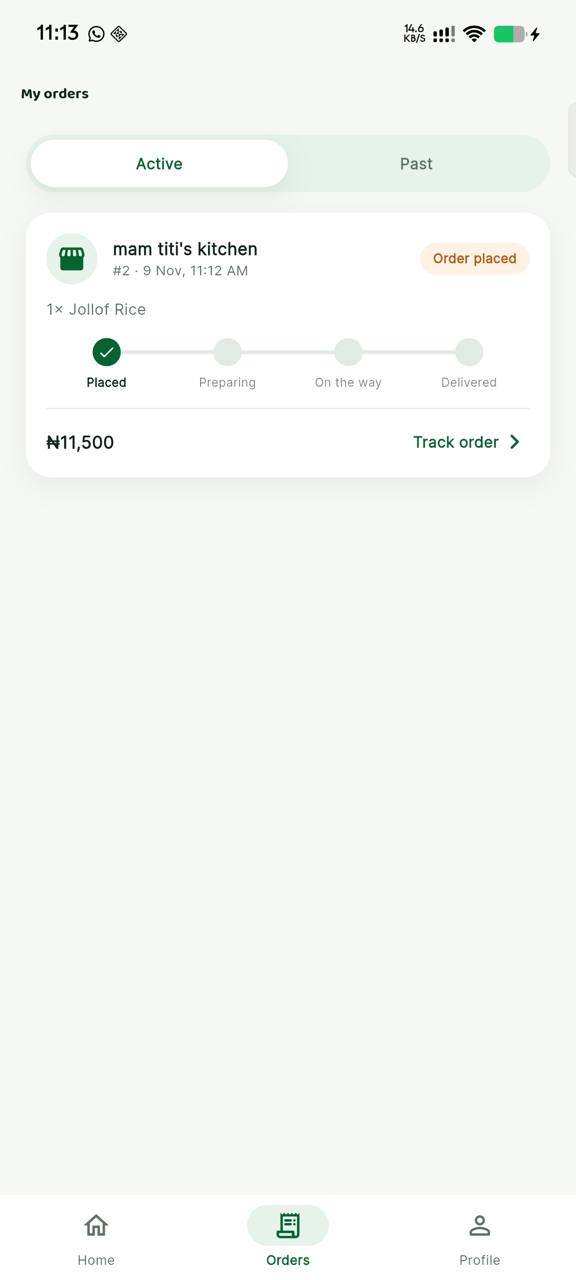 11:13
14.6
KB/S
My orders
Active Past
mam titi's kitchen
#2 · 9 Nov, 11:12 AM
Order placed
1× Jollof Rice
Placed Preparing On the way Delivered
₦11,500 Track order
Home Orders Profile